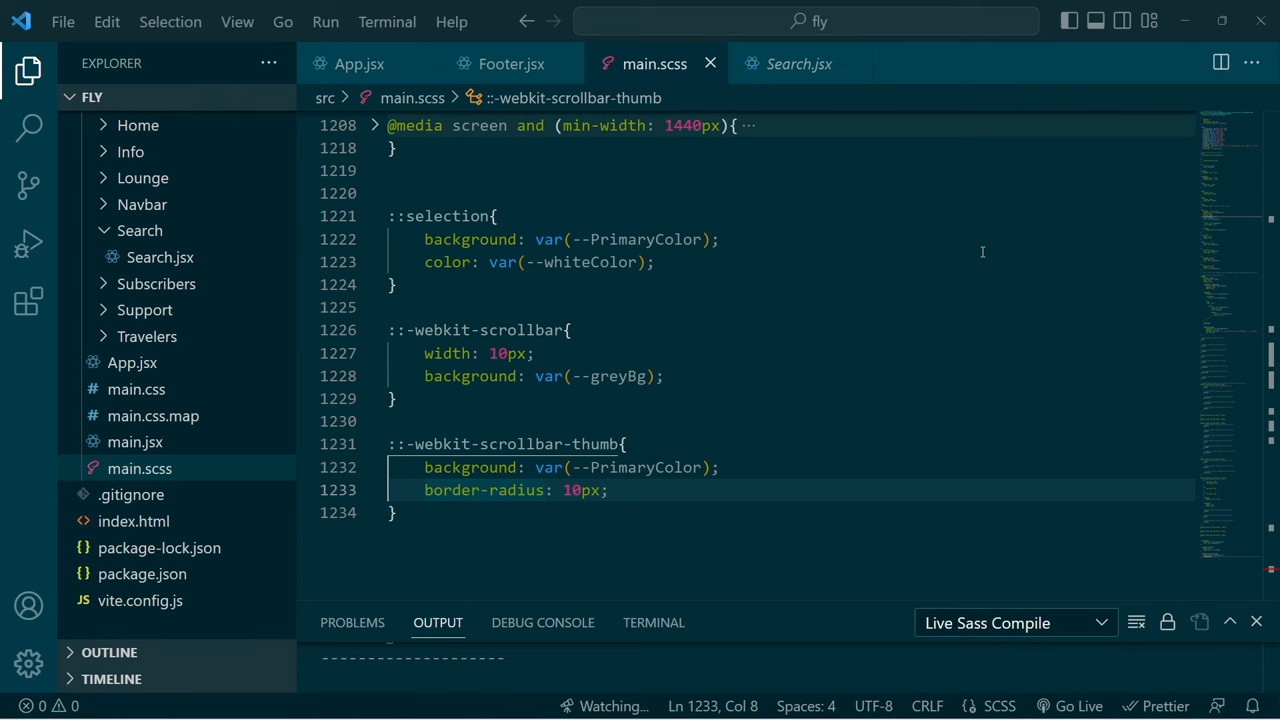 File Edit Selection View Go Run Terminal Help fly
EXPLORER App.jsx Footer.jsx main.scss Search.jsx
FLY
src main.scss ::-webkit-scrollbar-thumb
Home
Info
Lounge
Navbar
Search
Search.jsx
Subscribers
Support
Travelers
App.jsx
main.css
main.css.map
main.jsx
main.scss
.gitignore
index.html
package-lock.json
package.json
JS vite.config.js
OUTLINE
TIMELINE
1208 @media screen and (min-width: 1440px){ ···
1218 }
1219
1220
1221 ::selection{
1222 background: var(--PrimaryColor);
1223 color: var(--whiteColor);
1224 }
1225
1226 ::-webkit-scrollbar{
1227 width: 10px;
1228 background: var(--greyBg);
1229 }
1230
1231 ::-webkit-scrollbar-thumb{
1232 background: var(--PrimaryColor);
1233 border-radius: 10px;
1234 }
PROBLEMS OUTPUT DEBUG CONSOLE TERMINAL Live Sass Compile
--------------------
0 0 Watching... Ln 1233, Col 8 Spaces: 4 UTF-8 CRLF {} SCSS Go Live Prettier